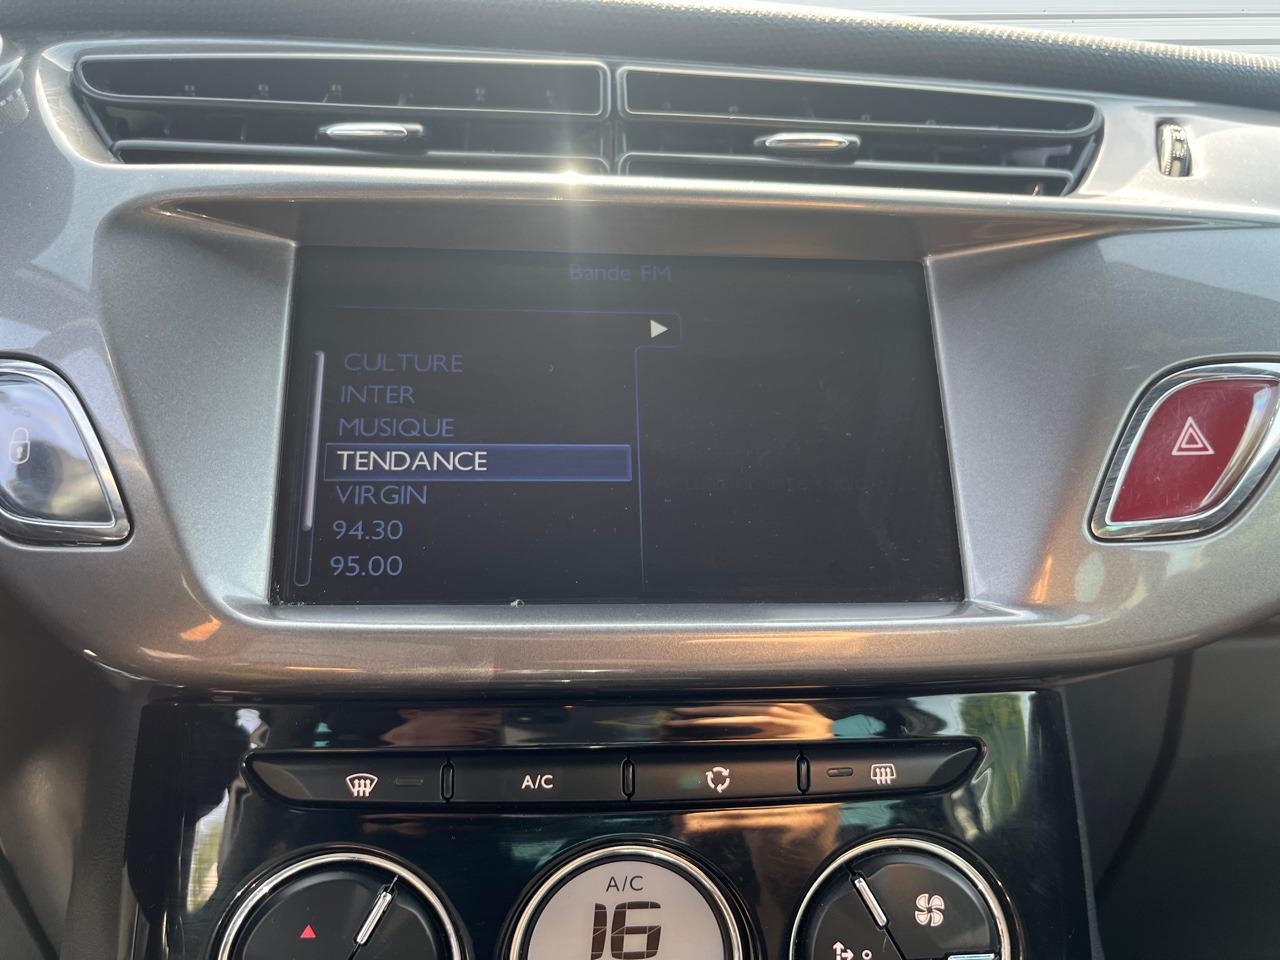 Bande FM
CULTURE
INTER
MUSIQUE
TENDANCE
VIRGIN
94.30
95.00
A/C
A/C
16